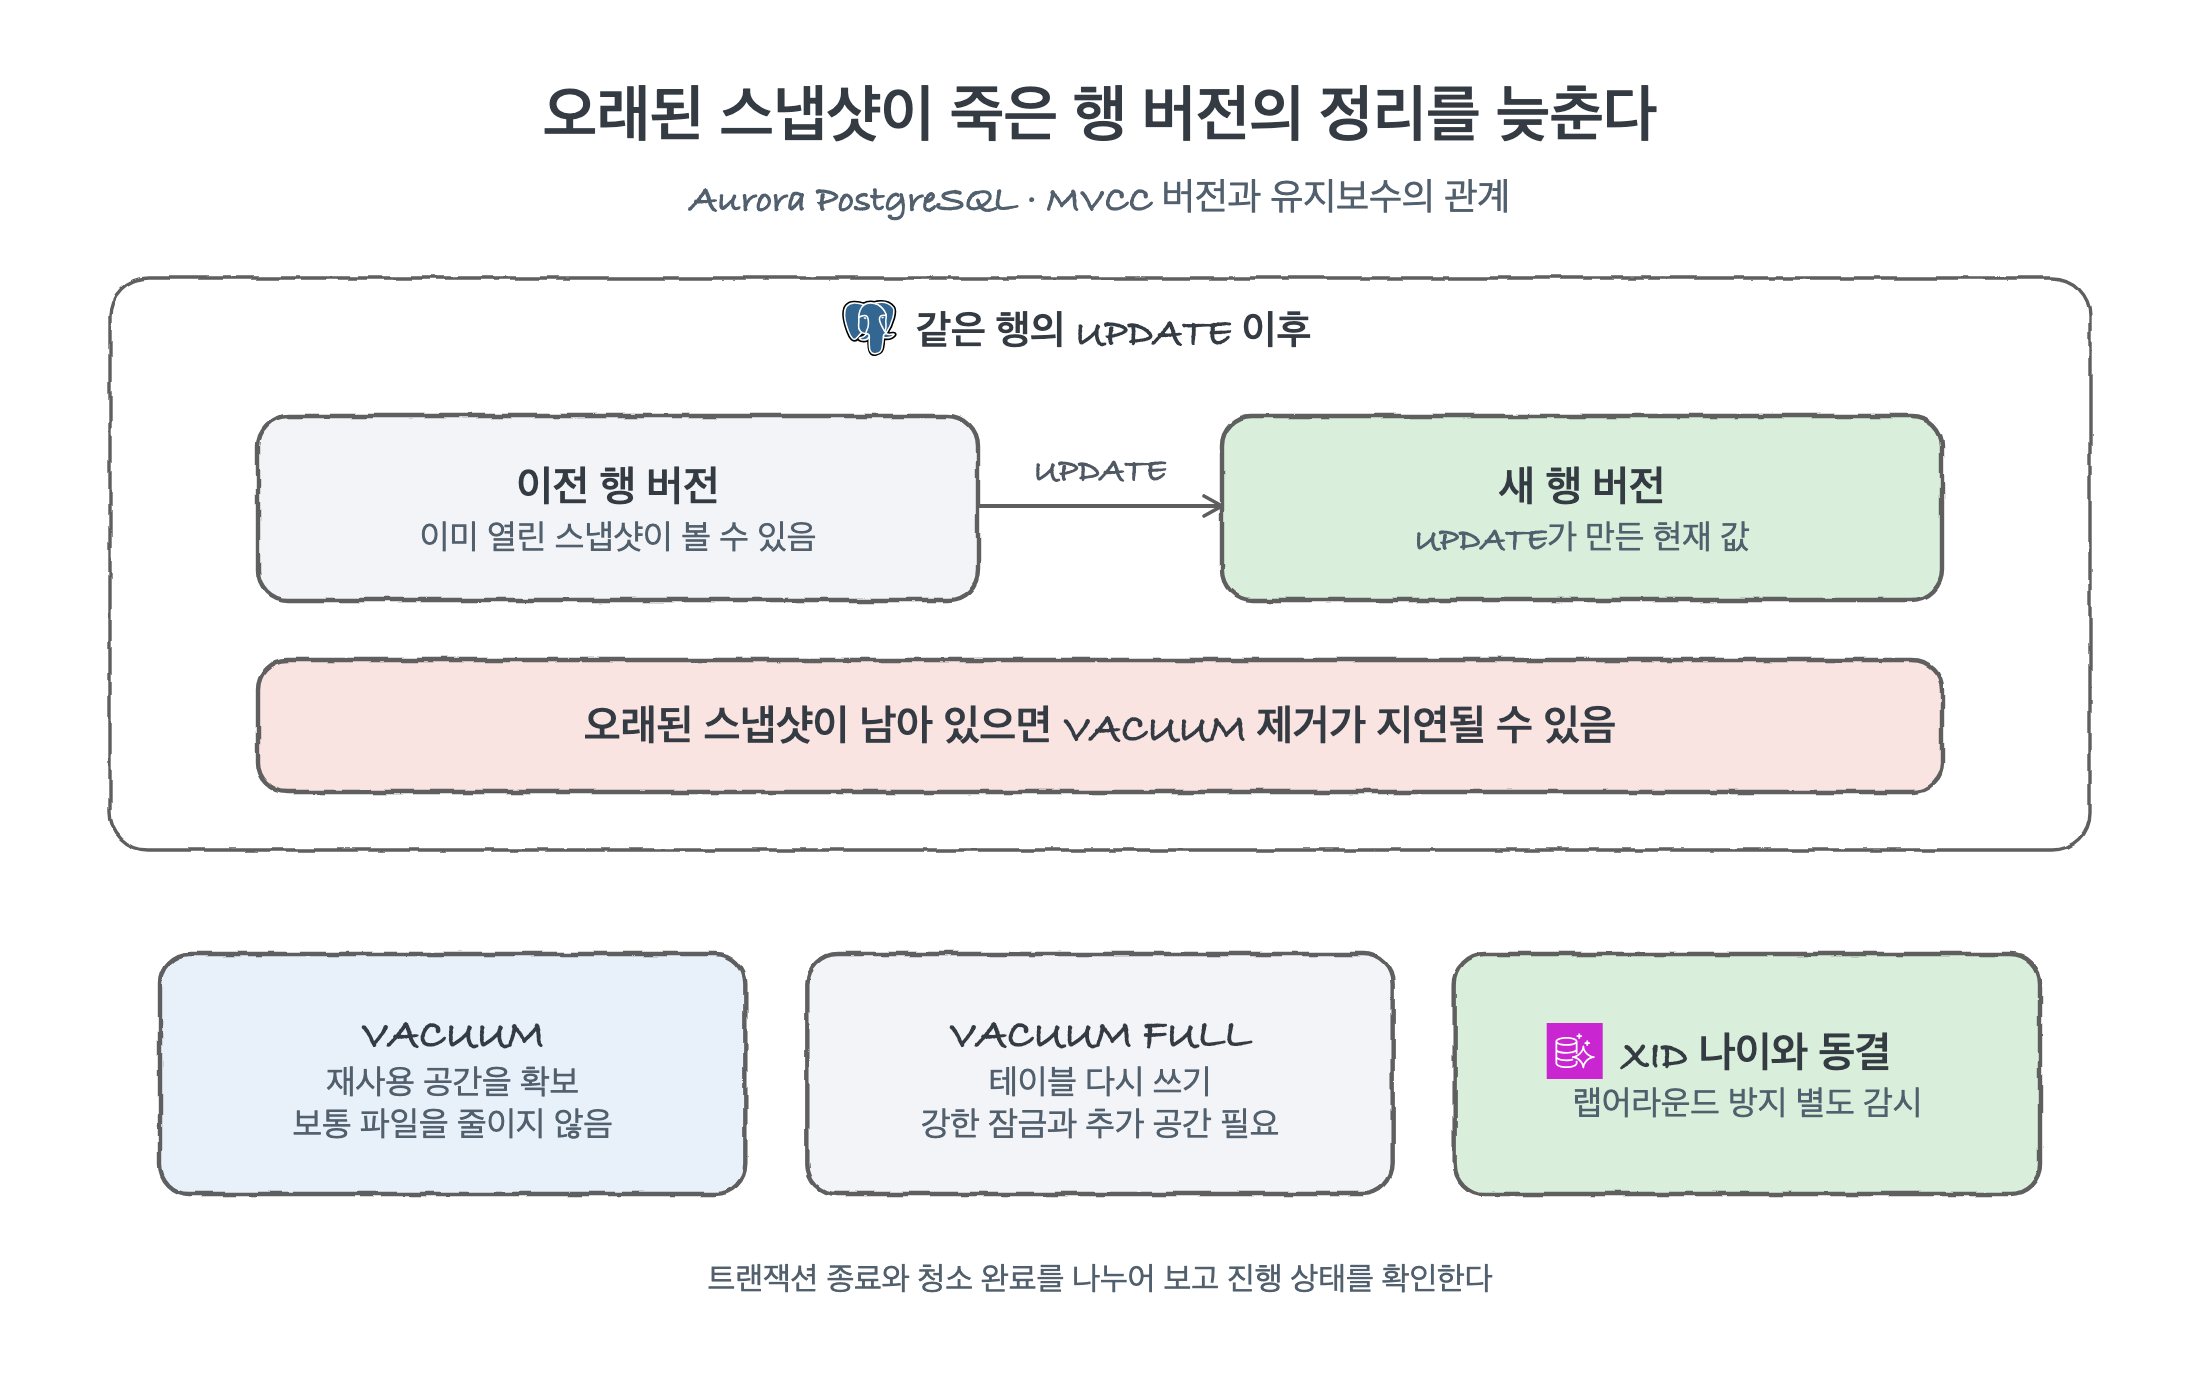 오래된 스냅샷이 죽은 행 버전의 정리를 늦춘다
Aurora PostgreSQL · MVCC 버전과 유지보수의 관계
같은 행의 UPDATE 이후
이전 행 버전
이미 열린 스냅샷이 볼 수 있음
UPDATE
새 행 버전
UPDATE가 만든 현재 값
오래된 스냅샷이 남아 있으면 VACUUM 제거가 지연될 수 있음
VACUUM
재사용 공간을 확보
보통 파일을 줄이지 않음
VACUUM FULL
테이블 다시 쓰기
강한 잠금과 추가 공간 필요
XID 나이와 동결
랩어라운드 방지 별도 감시
트랜잭션 종료와 청소 완료를 나누어 보고 진행 상태를 확인한다